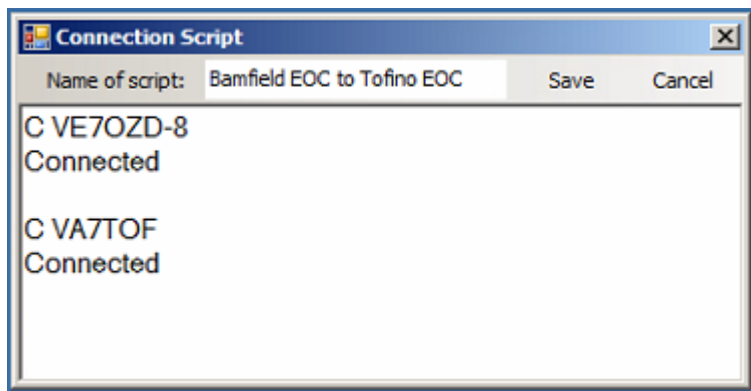 Connection Script
Name of script: Bamfield EOC to Tofino EOC Save Cancel
C VE7OZD-8
Connected
C VA7TOF
Connected